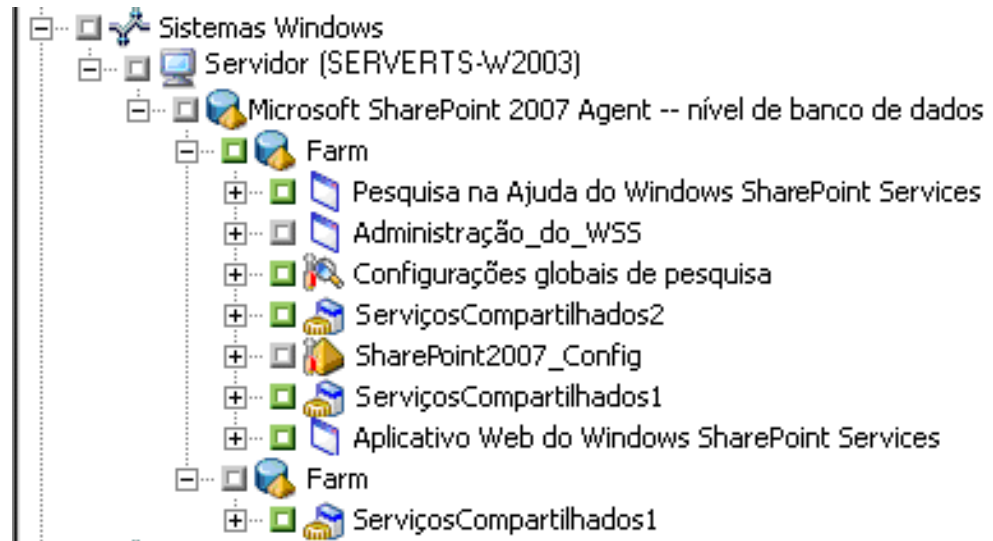 Sistemas Windows
Servidor (SERVERTS-W2003)
Microsoft SharePoint 2007 Agent -- nível de banco de dados
Farm
Pesquisa na Ajuda do Windows SharePoint Services
Administração_do_WSS
Configurações globais de pesquisa
ServiçosCompartilhados2
SharePoint2007_Config
ServiçosCompartilhados1
Aplicativo Web do Windows SharePoint Services
Farm
ServiçosCompartilhados1